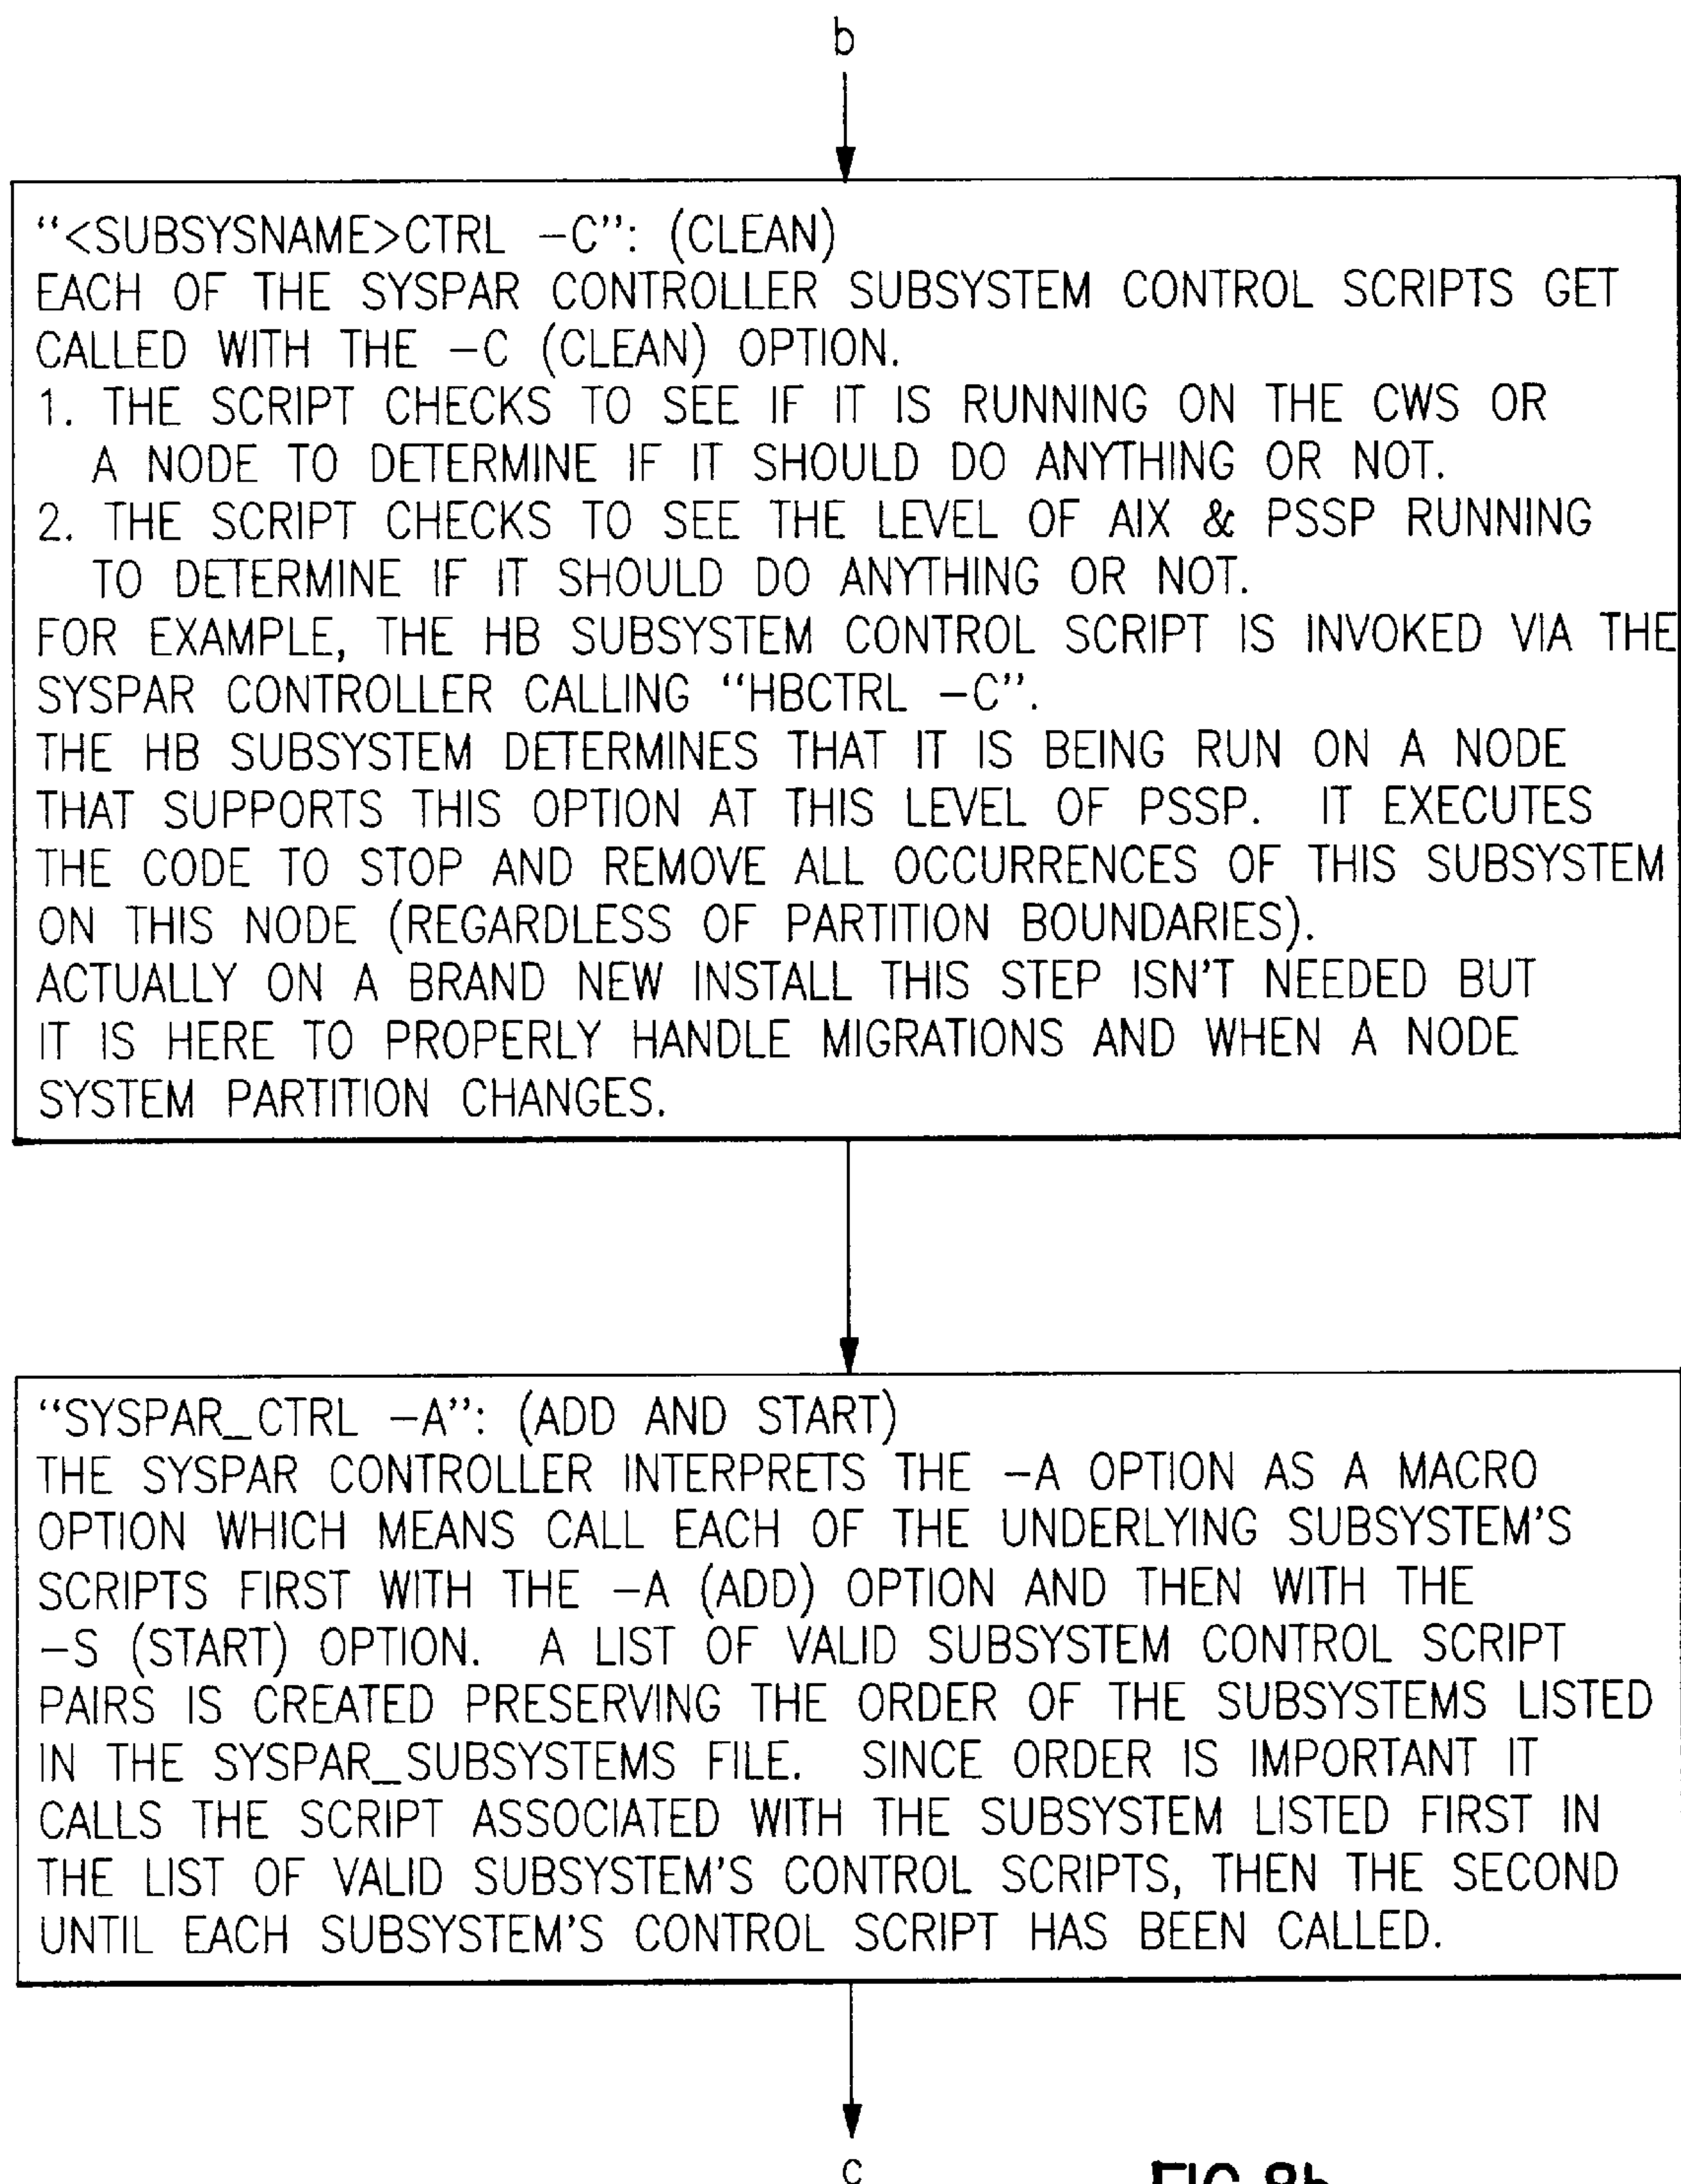 b
“<SUBSYSNAME>CTRL –C”: (CLEAN)
EACH OF THE SYSPAR CONTROLLER SUBSYSTEM CONTROL SCRIPTS GET
CALLED WITH THE –C (CLEAN) OPTION.
1. THE SCRIPT CHECKS TO SEE IF IT IS RUNNING ON THE CWS OR
A NODE TO DETERMINE IF IT SHOULD DO ANYTHING OR NOT.
2. THE SCRIPT CHECKS TO SEE THE LEVEL OF AIX & PSSP RUNNING
TO DETERMINE IF IT SHOULD DO ANYTHING OR NOT.
FOR EXAMPLE, THE HB SUBSYSTEM CONTROL SCRIPT IS INVOKED VIA THE
SYSPAR CONTROLLER CALLING “HBCTRL –C”.
THE HB SUBSYSTEM DETERMINES THAT IT IS BEING RUN ON A NODE
THAT SUPPORTS THIS OPTION AT THIS LEVEL OF PSSP. IT EXECUTES
THE CODE TO STOP AND REMOVE ALL OCCURRENCES OF THIS SUBSYSTEM
ON THIS NODE (REGARDLESS OF PARTITION BOUNDARIES).
ACTUALLY ON A BRAND NEW INSTALL THIS STEP ISN'T NEEDED BUT
IT IS HERE TO PROPERLY HANDLE MIGRATIONS AND WHEN A NODE
SYSTEM PARTITION CHANGES.
“SYSPAR_CTRL –A”: (ADD AND START)
THE SYSPAR CONTROLLER INTERPRETS THE –A OPTION AS A MACRO
OPTION WHICH MEANS CALL EACH OF THE UNDERLYING SUBSYSTEM'S
SCRIPTS FIRST WITH THE –A (ADD) OPTION AND THEN WITH THE
–S (START) OPTION. A LIST OF VALID SUBSYSTEM CONTROL SCRIPT
PAIRS IS CREATED PRESERVING THE ORDER OF THE SUBSYSTEMS LISTED
IN THE SYSPAR_SUBSYSTEMS FILE. SINCE ORDER IS IMPORTANT IT
CALLS THE SCRIPT ASSOCIATED WITH THE SUBSYSTEM LISTED FIRST IN
THE LIST OF VALID SUBSYSTEM'S CONTROL SCRIPTS, THEN THE SECOND
UNTIL EACH SUBSYSTEM'S CONTROL SCRIPT HAS BEEN CALLED.
c
FIG.8b